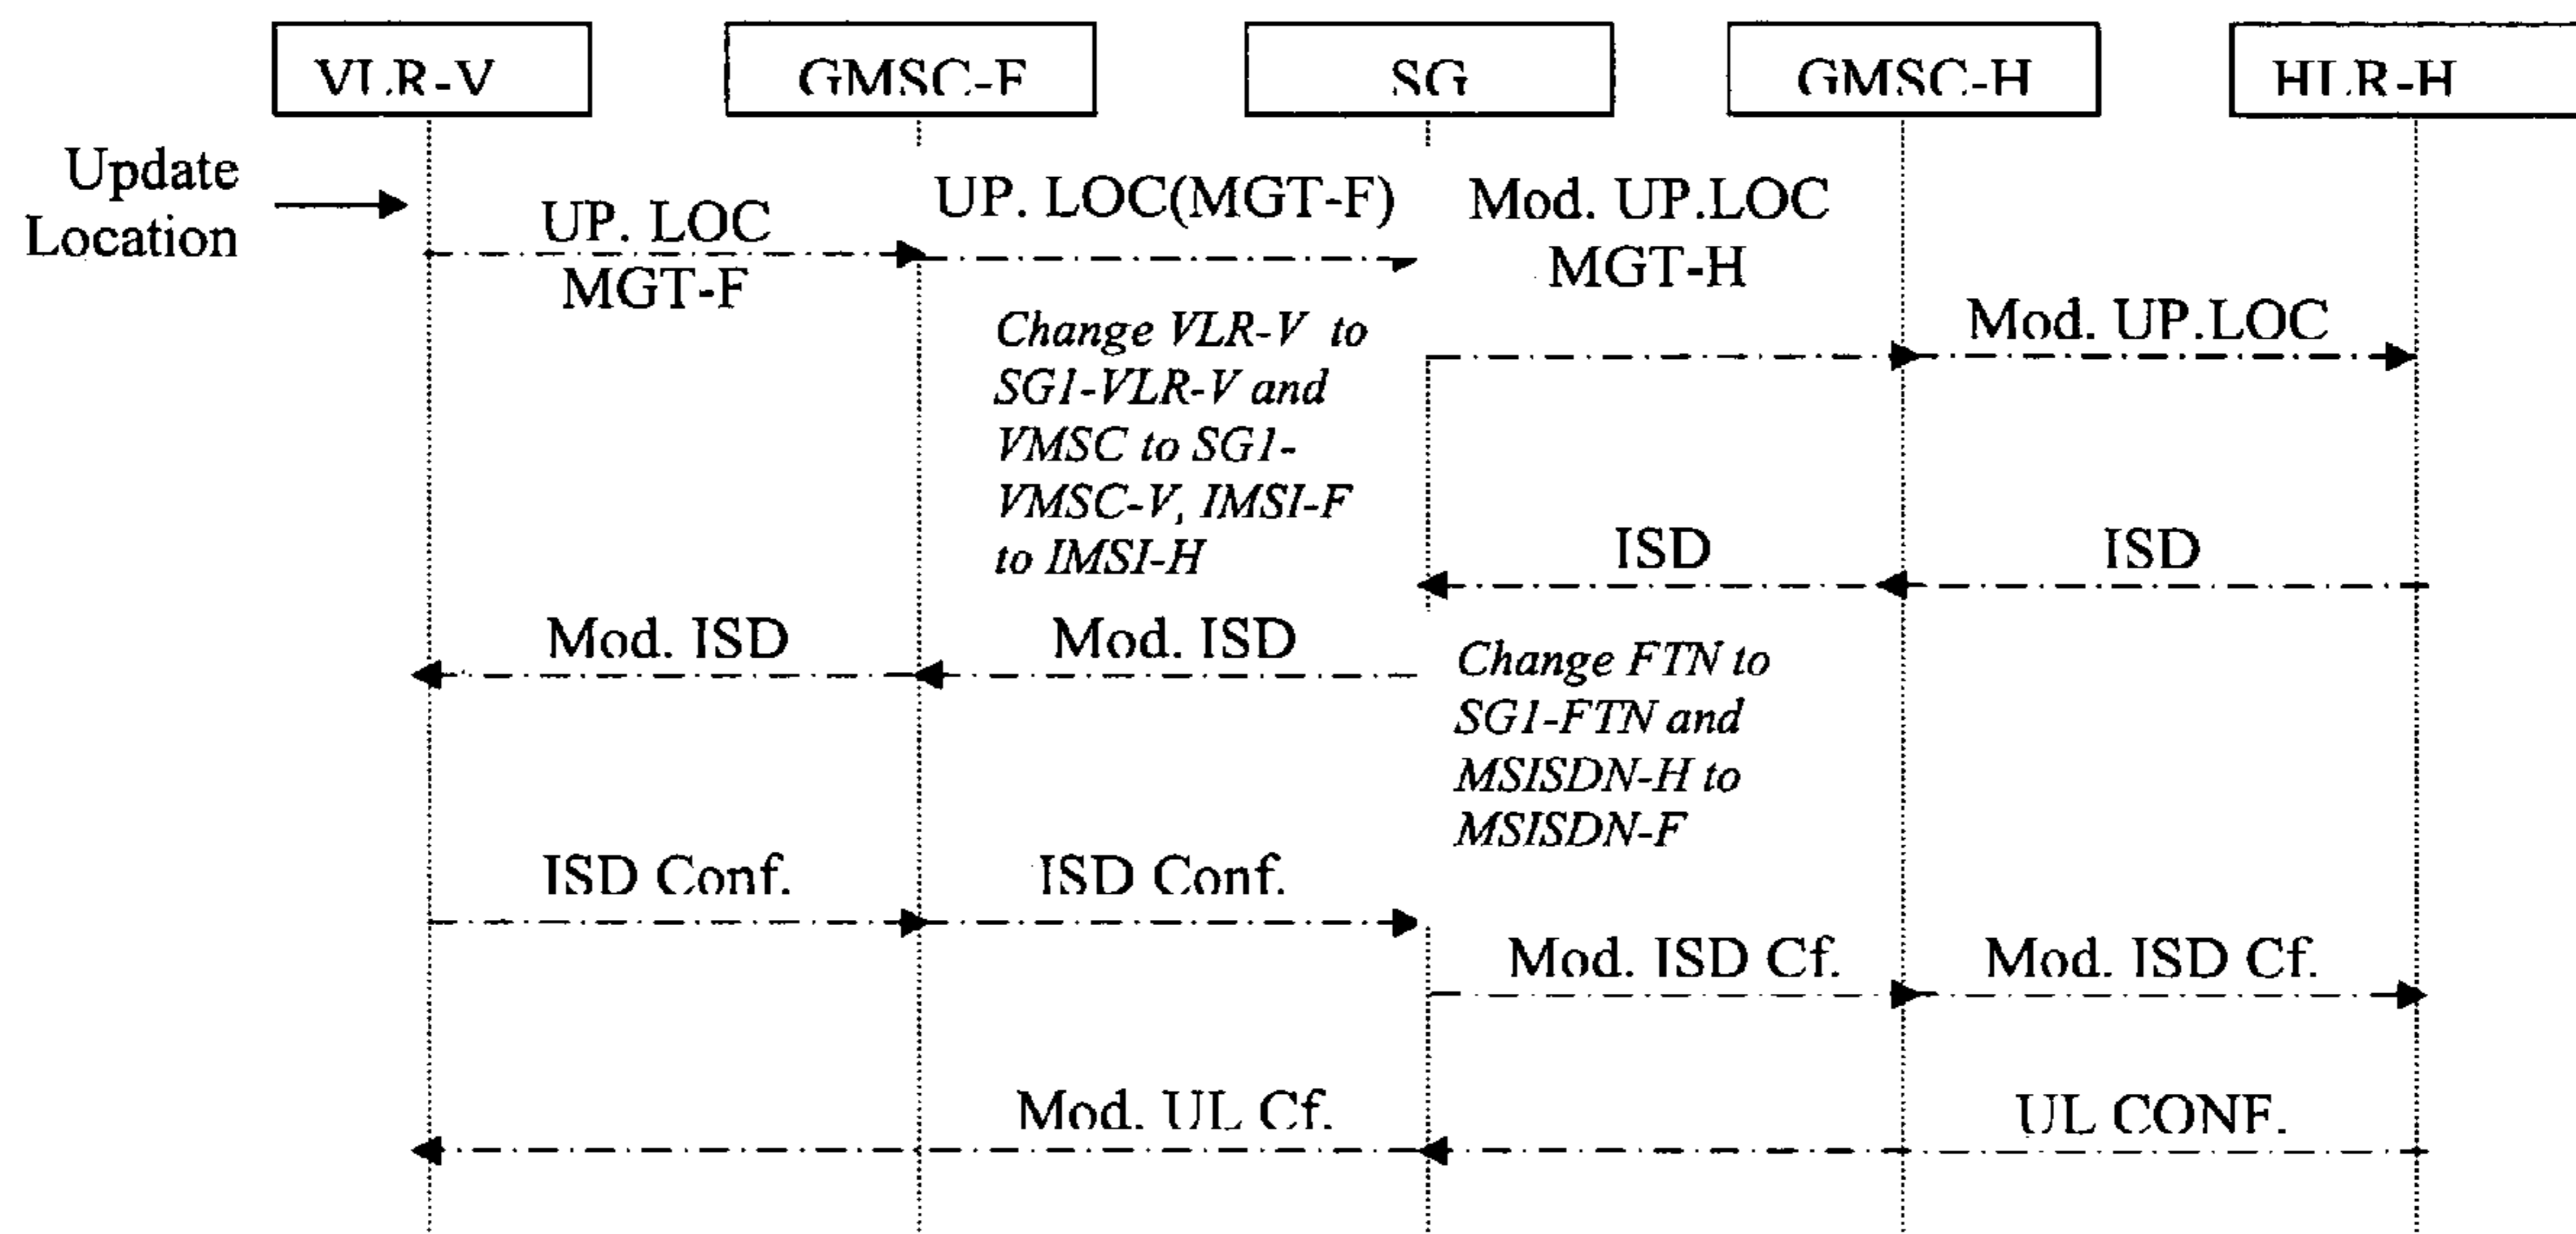 VLR-V
GMSC-F
SG
GMSC-H
HLR-H
Update
Location
UP. LOC
MGT-F
UP. LOC(MGT-F)
Mod. UP.LOC
MGT-H
Mod. UP.LOC
Change VLR-V to
SG1-VLR-V and
VMSC to SG1-
VMSC-V, IMSI-F
to IMSI-H
ISD
ISD
Mod. ISD
Mod. ISD
Change FTN to
SG1-FTN and
MSISDN-H to
MSISDN-F
ISD Conf.
ISD Conf.
Mod. ISD Cf.
Mod. ISD Cf.
Mod. UL Cf.
UL CONF.